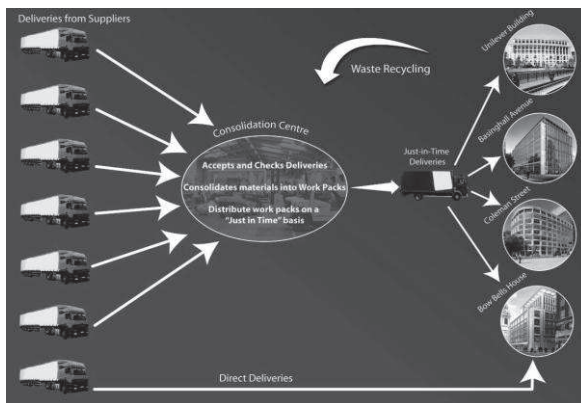 Deliveries from Suppliers
Unilever Building
Waste Recycling
Basinghall Avenue
Consolidation Centre
Just-in-Time
Deliveries
Accepts and Checks Deliveries
Consolidates materials into Work Packs
Distribute work packs on a
"Just in Time" basis
Coleman Street
Bow Bells House
Direct Deliveries